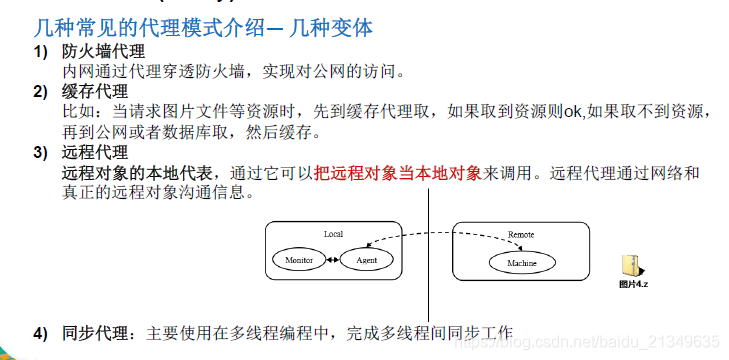 几种常见的代理模式介绍— 几种变体
1) 防火墙代理
内网通过代理穿透防火墙，实现对公网的访问。
2) 缓存代理
比如：当请求图片文件等资源时，先到缓存代理取，如果取到资源则ok,如果取不到资源，
再到公网或者数据库取，然后缓存。
3) 远程代理
远程对象的本地代表，通过它可以把远程对象当本地对象来调用。远程代理通过网络和
真正的远程对象沟通信息。
Local
Remote
Monitor
Agent
Machine
图片4.z
4) 同步代理：主要使用在多线程编程中，完成多线程间同步工作
https://blog.csdn.net/baidu_21349635